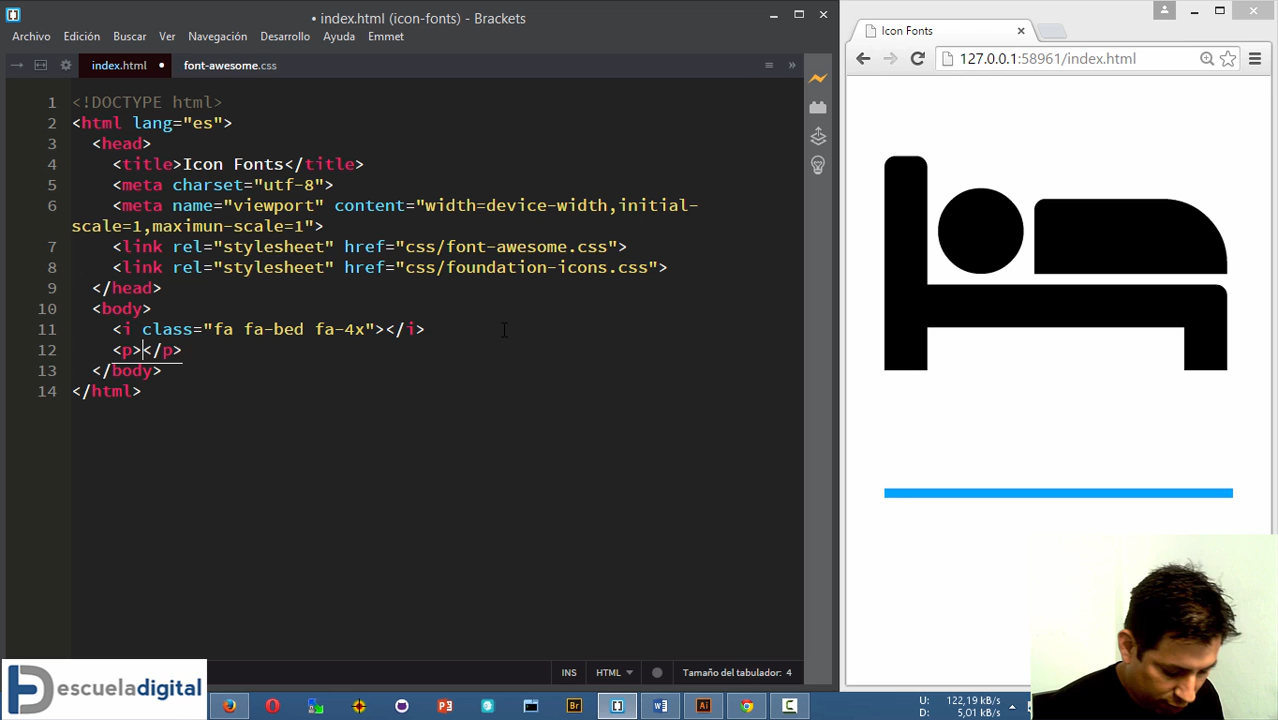 • index.html (icon-fonts) - Brackets
Archivo Edición Buscar Ver Navegación Desarrollo Ayuda Emmet
index.html • font-awesome.css
1 <!DOCTYPE html>
2 <html lang="es">
3 <head>
4 <title>Icon Fonts</title>
5 <meta charset="utf-8">
6 <meta name="viewport" content="width=device-width,initial-
scale=1,maximun-scale=1">
7 <link rel="stylesheet" href="css/font-awesome.css">
8 <link rel="stylesheet" href="css/foundation-icons.css">
9 </head>
10 <body>
11 <i class="fa fa-bed fa-4x"></i>
12 <p></p>
13 </body>
14 </html>
INS HTML Tamaño del tabulador: 4
Icon Fonts
127.0.0.1:58961/index.html
escueladigital
Br
Ai
U: 122,19 kB/s
D: 5,01 kB/s